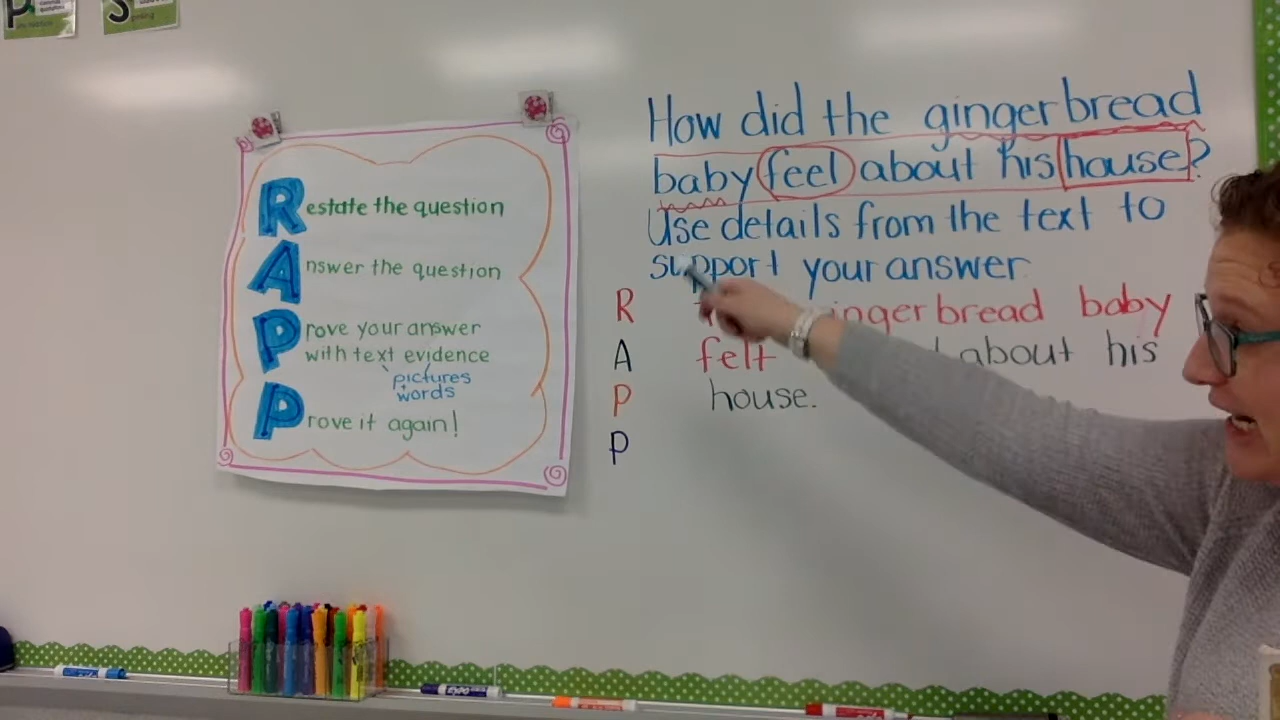 P
S
Restate the question
Answer the question
Prove your answer
with text evidence
pictures
words
Prove it again!
How did the gingerbread
baby feel about his house?
Use details from the text to
support your answer
R
ingerbread baby
A felt about his
P house.
P
EXPO